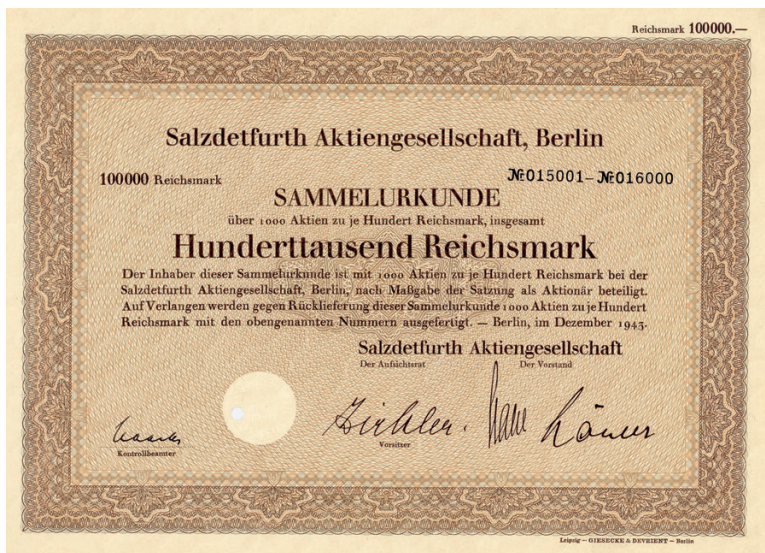 Reichsmark 100000.—
Salzdetfurth Aktiengesellschaft, Berlin
100000 Reichsmark
№015001–№016000
SAMMELURKUNDE
über 1000 Aktien zu je Hundert Reichsmark, insgesamt
Hunderttausend Reichsmark
Der Inhaber dieser Sammelurkunde ist mit 1000 Aktien zu je Hundert Reichsmark bei der
Salzdetfurth Aktiengesellschaft, Berlin, nach Maßgabe der Satzung als Aktionär beteiligt.
Auf Verlangen werden gegen Rücklieferung dieser Sammelurkunde 1000 Aktien zu je Hundert
Reichsmark mit den obengenannten Nummern ausgefertigt. — Berlin, im Dezember 1943.
Salzdetfurth Aktiengesellschaft
Der Aufsichtsrat Der Vorstand
Vorsitzer
Kontrollbeamter
Leipzig – GIESECKE & DEVRIENT – Berlin